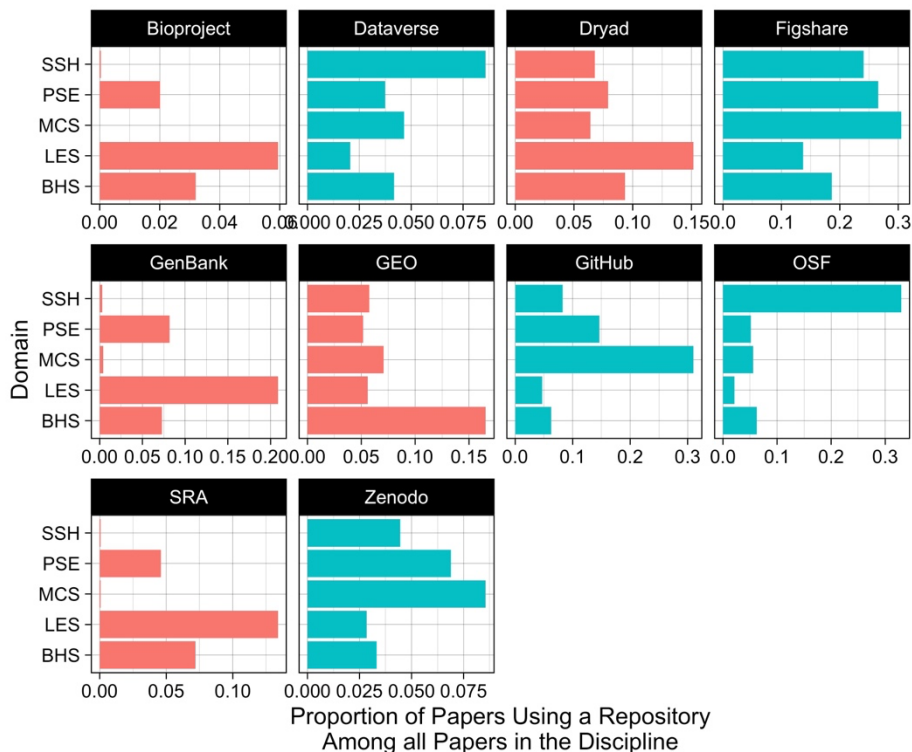 Bioproject Dataverse Dryad Figshare
SSH
PSE
MCS
LES
BHS
0.00 0.02 0.04 0.06 0.000 0.025 0.050 0.075 0.00 0.05 0.10 0.15 0.0 0.1 0.2 0.3
GenBank GEO GitHub OSF
SSH
PSE
MCS
LES
BHS
0.00 0.05 0.10 0.15 0.20 0.00 0.05 0.10 0.15 0.0 0.1 0.2 0.3 0.0 0.1 0.2 0.3
Domain
SRA Zenodo
SSH
PSE
MCS
LES
BHS
0.00 0.05 0.10 0.000 0.025 0.050 0.075
Proportion of Papers Using a Repository
Among all Papers in the Discipline